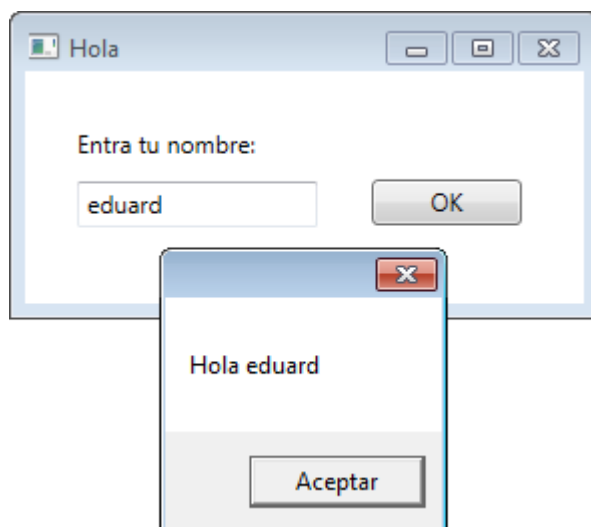 Hola
Entra tu nombre:
eduard
OK
Hola eduard
Aceptar